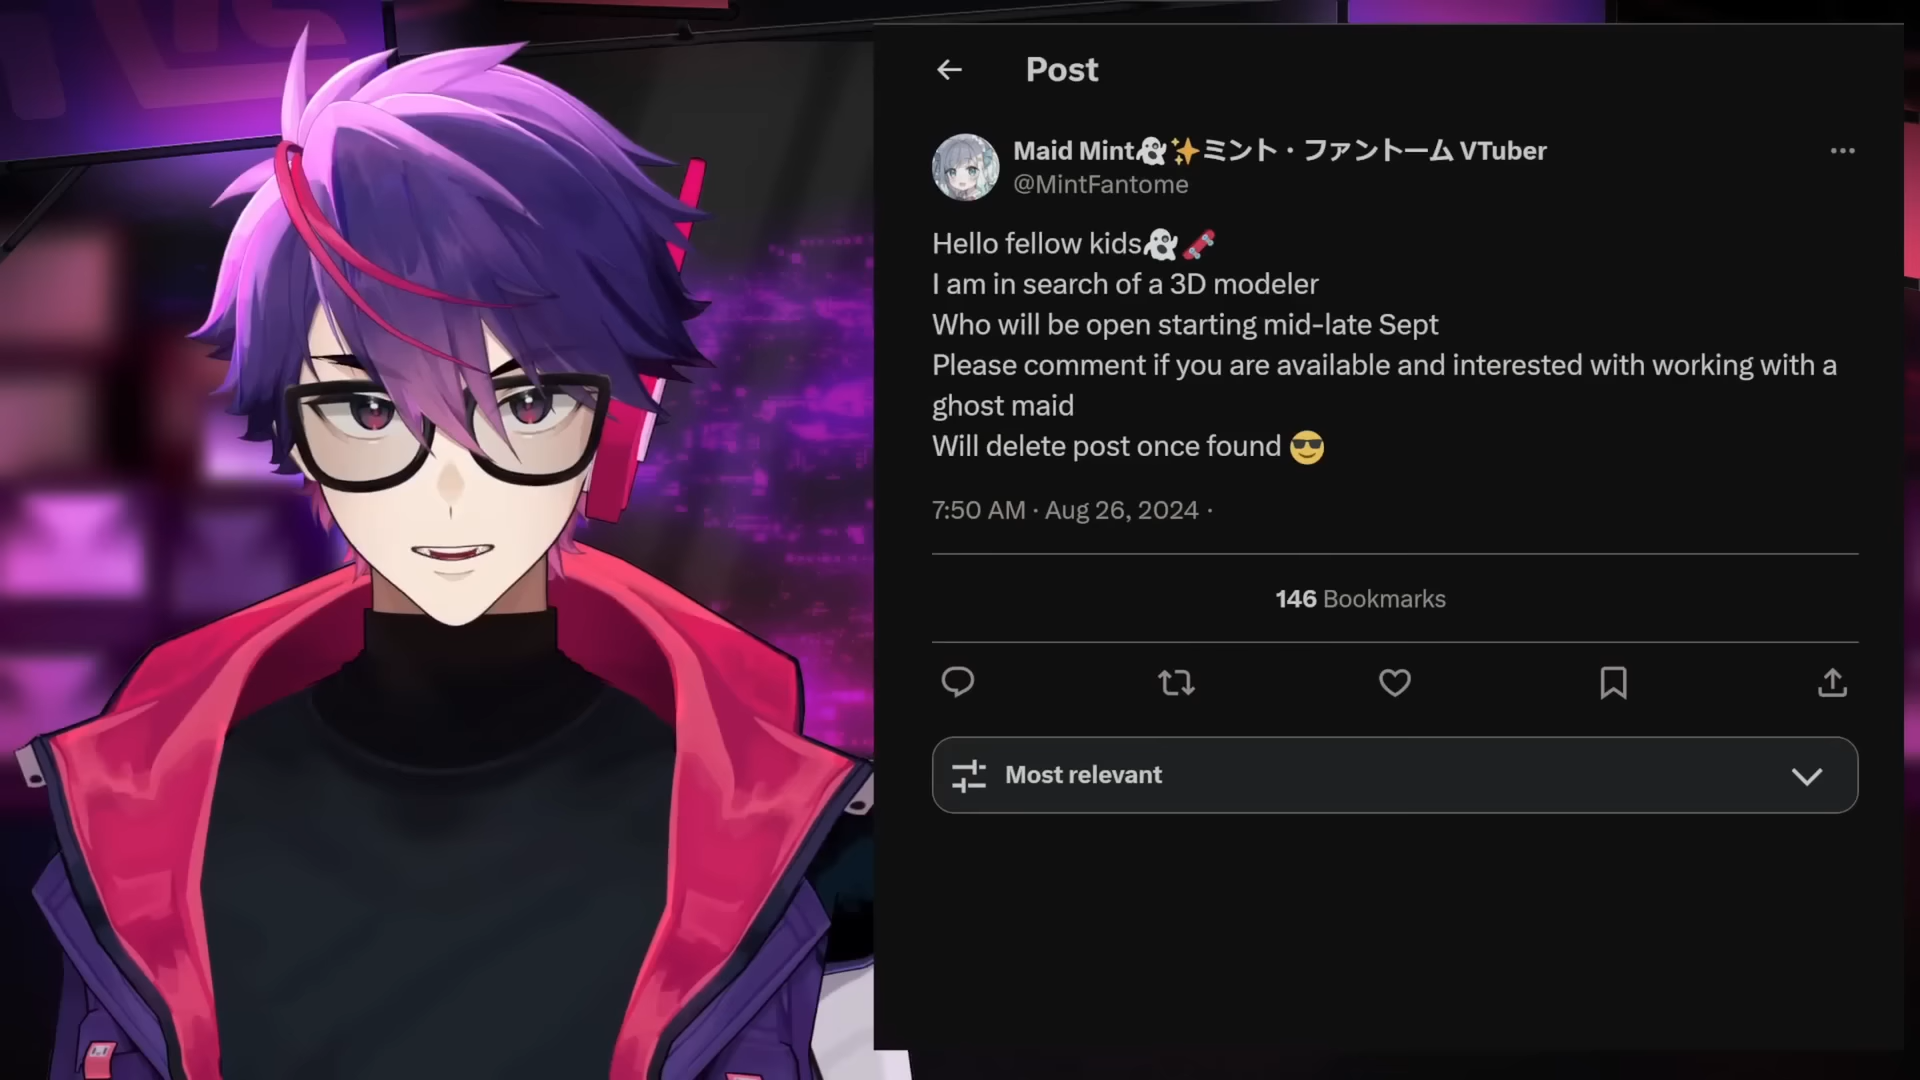 Post
Maid Mint👻✨ミント・ファントーム VTuber
@MintFantome
Hello fellow kids👻🛹
I am in search of a 3D modeler
Who will be open starting mid-late Sept
Please comment if you are available and interested with working with a
ghost maid
Will delete post once found 😎
7:50 AM · Aug 26, 2024 ·
146 Bookmarks
Most relevant